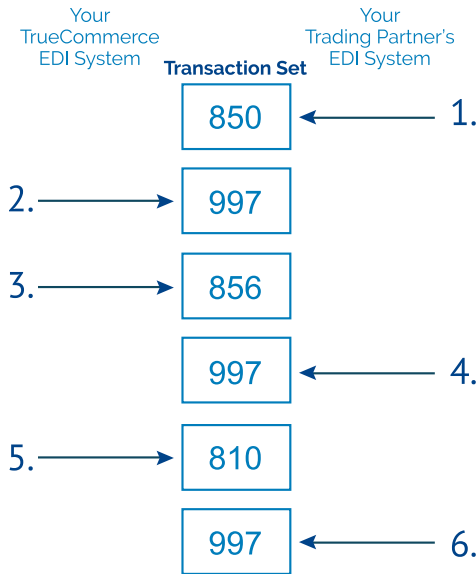 Your
TrueCommerce
EDI System
Transaction Set
Your
Trading Partner's
EDI System
850
1.
2.
997
3.
856
997
4.
5.
810
997
6.